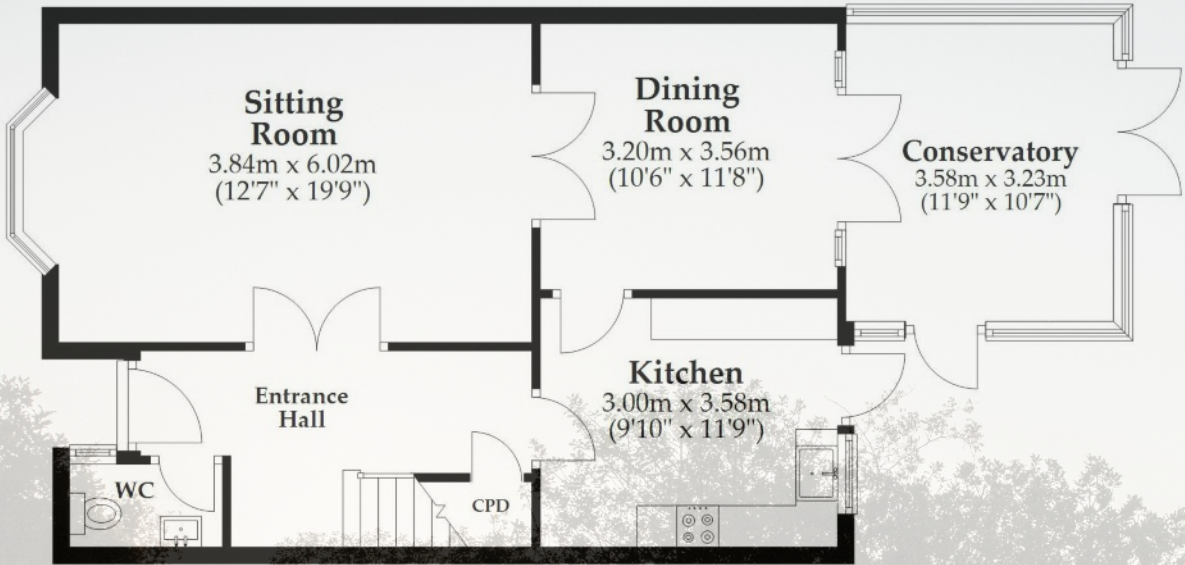 Sitting
Room
3.84m x 6.02m
(12'7" x 19'9")
Dining
Room
3.20m x 3.56m
(10'6" x 11'8")
Conservatory
3.58m x 3.23m
(11'9" x 10'7")
Entrance
Hall
Kitchen
3.00m x 3.58m
(9'10" x 11'9")
WC
CPD